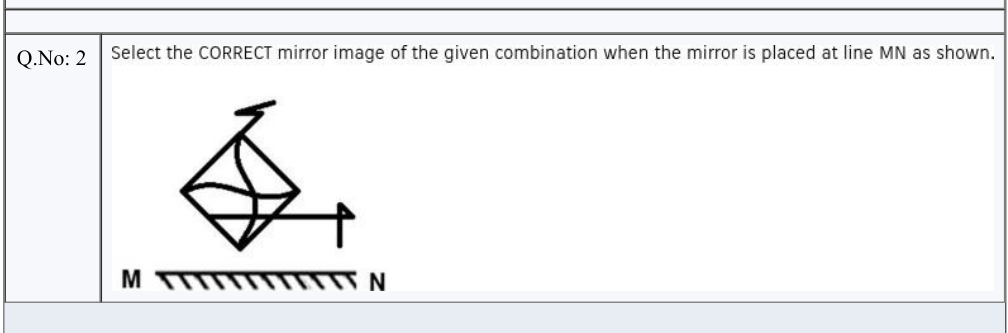 Q.No: 2
Select the CORRECT mirror image of the given combination when the mirror is placed at line MN as shown.
M
N